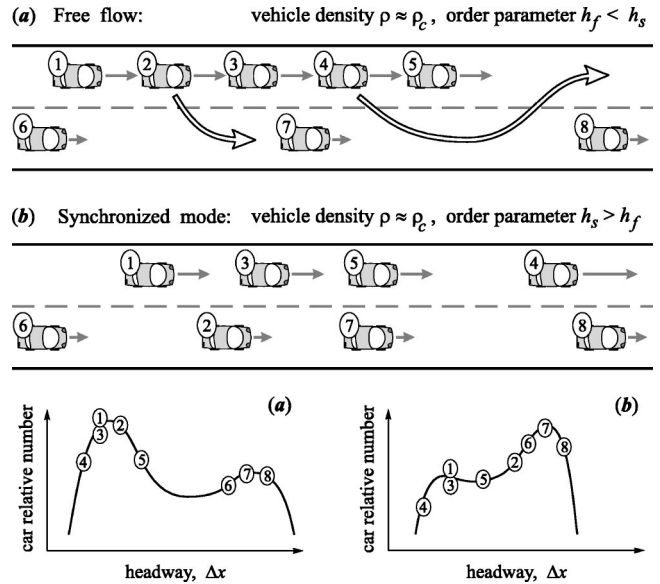 (a) Free flow: vehicle density ρ ≈ ρc , order parameter hf < hs
1 2 3 4 5
6 7 8
(b) Synchronized mode: vehicle density ρ ≈ ρc , order parameter hs > hf
1 3 5 4
6 2 7 8
car relative number
(a)
1
3 2
4 5
6 7 8
headway, Δx
car relative number
(b)
7
6 8
1
3 5 2
4
headway, Δx